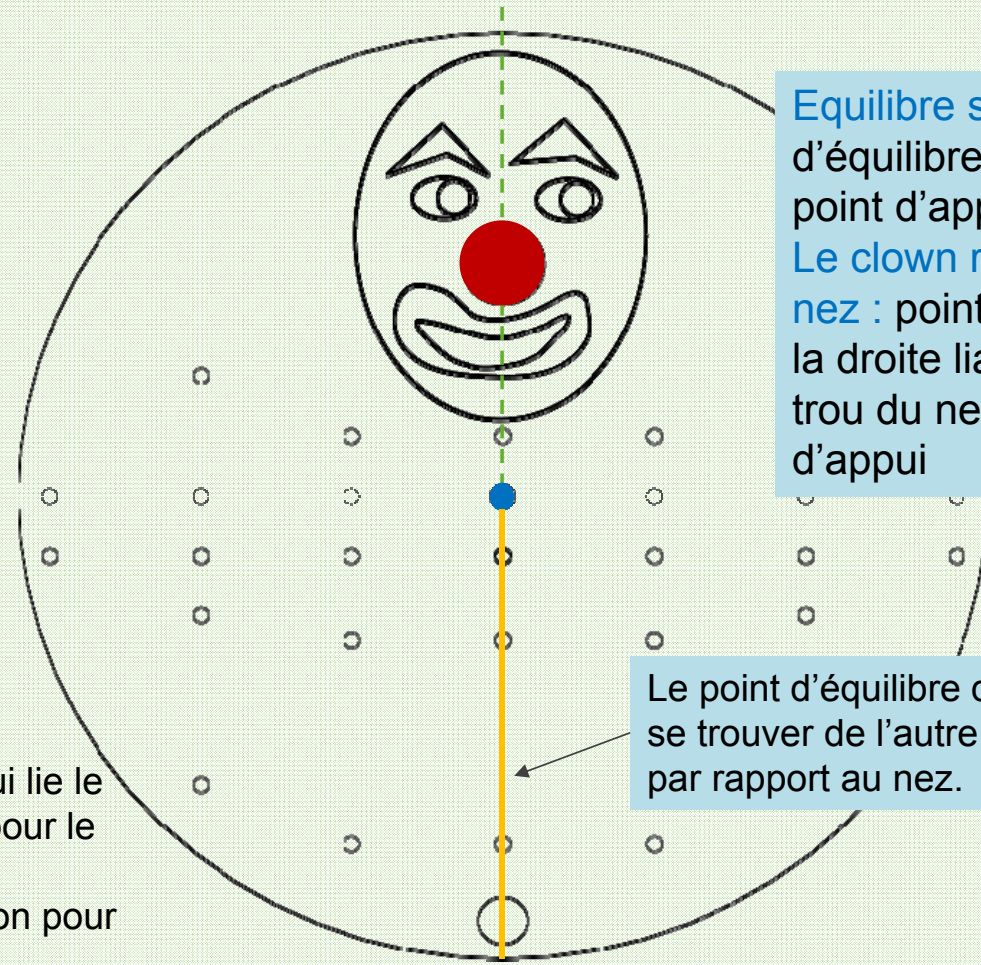 Equilibre s
d’équilibre
point d’app
Le clown
nez : point
la droite lia
trou du ne
d’appui
Le point d’équilibre
se trouver de l’autre
par rapport au nez.
ui lie le
pour le
on pour